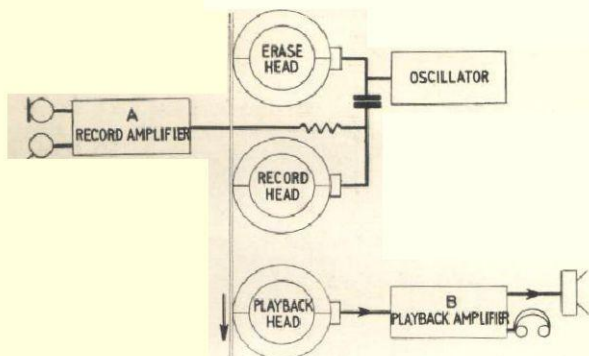 ERASE
HEAD
OSCILLATOR
A
RECORD AMPLIFIER
RECORD
HEAD
PLAYBACK
HEAD
B
PLAYBACK AMPLIFIER